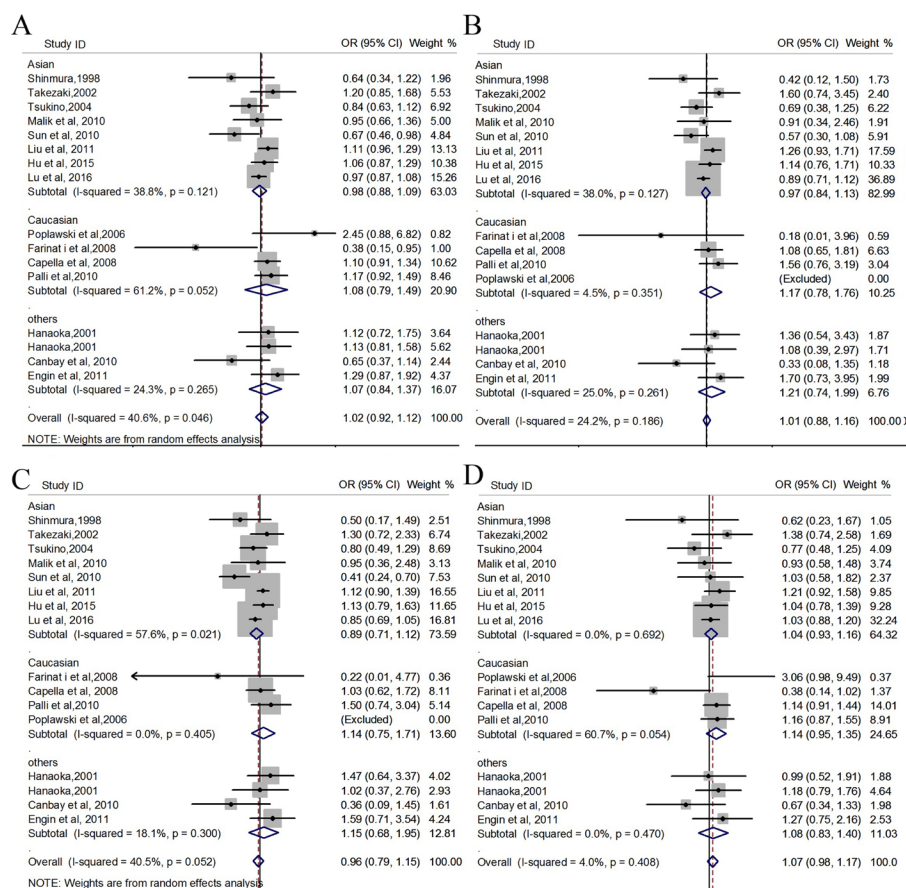 A
Study ID OR (95% CI) Weight %
Asian
Shinmura,1998 0.64 (0.34, 1.22) 1.96
Takezaki,2002 1.20 (0.85, 1.68) 5.53
Tsukino,2004 0.84 (0.63, 1.12) 6.92
Malik et al, 2010 0.95 (0.66, 1.36) 5.00
Sun et al, 2010 0.67 (0.46, 0.98) 4.84
Liu et al, 2011 1.11 (0.96, 1.29) 13.13
Hu et al, 2015 1.06 (0.87, 1.29) 10.38
Lu et al, 2016 0.97 (0.87, 1.08) 15.26
Subtotal (I-squared = 38.8%, p = 0.121) 0.98 (0.88, 1.09) 63.03
.
Caucasian
Poplawski et al,2006 2.45 (0.88, 6.82) 0.82
Farinat i et al,2008 0.38 (0.15, 0.95) 1.00
Capella et al, 2008 1.10 (0.91, 1.34) 10.62
Palli et al,2010 1.17 (0.92, 1.49) 8.46
Subtotal (I-squared = 61.2%, p = 0.052) 1.08 (0.79, 1.49) 20.90
.
others
Hanaoka,2001 1.12 (0.72, 1.75) 3.64
Hanaoka,2001 1.13 (0.81, 1.58) 5.62
Canbay et al, 2010 0.65 (0.37, 1.14) 2.44
Engin et al, 2011 1.29 (0.87, 1.92) 4.37
Subtotal (I-squared = 24.3%, p = 0.265) 1.07 (0.84, 1.37) 16.07
.
Overall (I-squared = 40.6%, p = 0.046) 1.02 (0.92, 1.12) 100.00
NOTE: Weights are from random effects analysis
B
Study ID OR (95% CI) Weight %
Asian
Shinmura,1998 0.42 (0.12, 1.50) 1.73
Takezaki,2002 1.60 (0.74, 3.45) 2.40
Tsukino,2004 0.69 (0.38, 1.25) 6.22
Malik et al, 2010 0.91 (0.34, 2.46) 1.91
Sun et al, 2010 0.57 (0.30, 1.08) 5.91
Liu et al, 2011 1.26 (0.93, 1.71) 17.59
Hu et al, 2015 1.14 (0.76, 1.71) 10.33
Lu et al, 2016 0.89 (0.71, 1.12) 36.89
Subtotal (I-squared = 38.0%, p = 0.127) 0.97 (0.84, 1.13) 82.99
.
Caucasian
Farinat i et al,2008 0.18 (0.01, 3.96) 0.59
Capella et al, 2008 1.08 (0.65, 1.81) 6.63
Palli et al,2010 1.56 (0.76, 3.19) 3.04
Poplawski et al,2006 (Excluded) 0.00
Subtotal (I-squared = 4.5%, p = 0.351) 1.17 (0.78, 1.76) 10.25
.
others
Hanaoka,2001 1.36 (0.54, 3.43) 1.87
Hanaoka,2001 1.08 (0.39, 2.97) 1.71
Canbay et al, 2010 0.33 (0.08, 1.35) 1.18
Engin et al, 2011 1.70 (0.73, 3.95) 1.99
Subtotal (I-squared = 25.0%, p = 0.261) 1.21 (0.74, 1.99) 6.76
.
Overall (I-squared = 24.2%, p = 0.186) 1.01 (0.88, 1.16) 100.00
C
Study ID OR (95% CI) Weight %
Asian
Shinmura,1998 0.50 (0.17, 1.49) 2.51
Takezaki,2002 1.30 (0.72, 2.33) 6.74
Tsukino,2004 0.80 (0.49, 1.29) 8.69
Malik et al, 2010 0.95 (0.36, 2.48) 3.13
Sun et al, 2010 0.41 (0.24, 0.70) 7.53
Liu et al, 2011 1.12 (0.90, 1.39) 16.55
Hu et al, 2015 1.13 (0.79, 1.63) 11.65
Lu et al, 2016 0.85 (0.69, 1.05) 16.81
Subtotal (I-squared = 57.6%, p = 0.021) 0.89 (0.71, 1.12) 73.59
.
Caucasian
Farinat i et al,2008 0.22 (0.01, 4.77) 0.36
Capella et al, 2008 1.03 (0.62, 1.72) 8.11
Palli et al,2010 1.50 (0.74, 3.04) 5.14
Poplawski et al,2006 (Excluded) 0.00
Subtotal (I-squared = 0.0%, p = 0.405) 1.14 (0.75, 1.71) 13.60
.
others
Hanaoka,2001 1.47 (0.64, 3.37) 4.02
Hanaoka,2001 1.02 (0.37, 2.76) 2.93
Canbay et al, 2010 0.36 (0.09, 1.45) 1.61
Engin et al, 2011 1.59 (0.71, 3.54) 4.24
Subtotal (I-squared = 18.1%, p = 0.300) 1.15 (0.68, 1.95) 12.81
.
Overall (I-squared = 40.5%, p = 0.052) 0.96 (0.79, 1.15) 100.00
NOTE: Weights are from random effects analysis
D
Study ID OR (95% CI) Weight %
Asian
Shinmura,1998 0.62 (0.23, 1.67) 1.05
Takezaki,2002 1.38 (0.74, 2.58) 1.69
Tsukino,2004 0.77 (0.48, 1.25) 4.09
Malik et al, 2010 0.93 (0.58, 1.48) 3.74
Sun et al, 2010 1.03 (0.58, 1.82) 2.37
Liu et al, 2011 1.21 (0.92, 1.58) 9.85
Hu et al, 2015 1.04 (0.78, 1.39) 9.28
Lu et al, 2016 1.03 (0.88, 1.20) 32.24
Subtotal (I-squared = 0.0%, p = 0.692) 1.04 (0.93, 1.16) 64.32
.
Caucasian
Poplawski et al,2006 3.06 (0.98, 9.49) 0.37
Farinat i et al,2008 0.38 (0.14, 1.02) 1.37
Capella et al, 2008 1.14 (0.91, 1.44) 14.01
Palli et al,2010 1.16 (0.87, 1.55) 8.91
Subtotal (I-squared = 60.7%, p = 0.054) 1.14 (0.95, 1.35) 24.65
.
others
Hanaoka,2001 0.99 (0.52, 1.91) 1.88
Hanaoka,2001 1.18 (0.79, 1.76) 4.64
Canbay et al, 2010 0.67 (0.34, 1.33) 1.98
Engin et al, 2011 1.27 (0.75, 2.16) 2.53
Subtotal (I-squared = 0.0%, p = 0.470) 1.08 (0.83, 1.40) 11.03
.
Overall (I-squared = 4.0%, p = 0.408) 1.07 (0.98, 1.17) 100.0